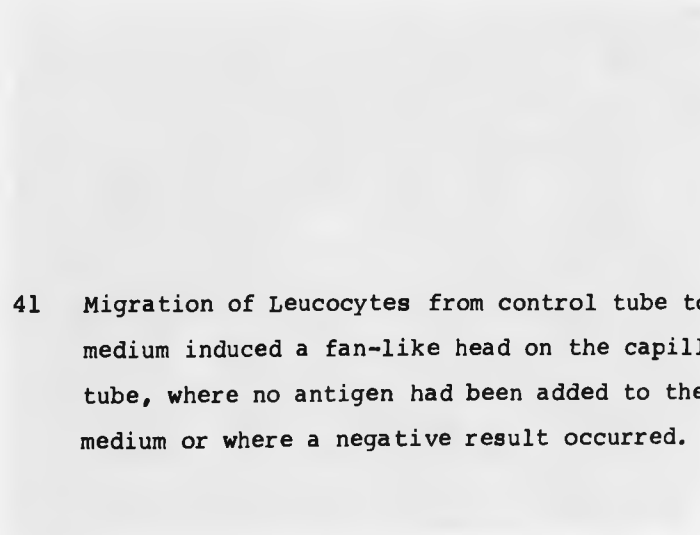 41 Migration of Leucocytes from control tube to
medium induced a fan-like head on the
tube, where no antigen had been added to the
medium or where a negative result occurred.